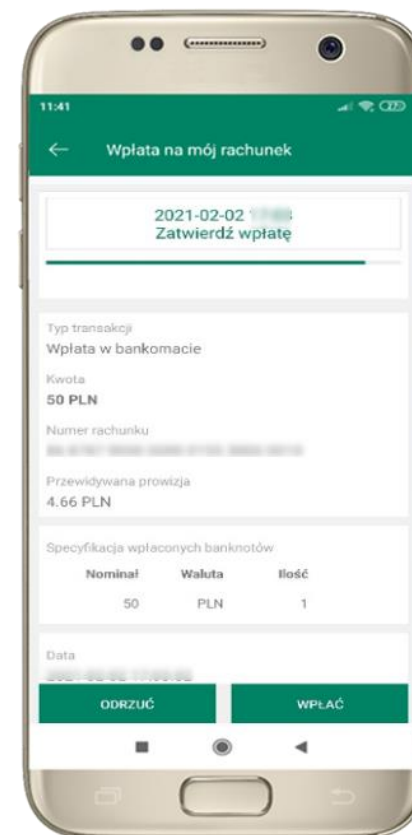 11:41
Wpłata na mój rachunek
2021-02-02
Zatwierdź wpłatę
Typ transakcji
Wpłata w bankomacie
Kwota
50 PLN
Numer rachunku
Przewidywana prowizja
4.66 PLN
Specyfikacja wpłaconych banknotów
Nominał Waluta Ilość
50 PLN 1
Data
ODRZUĆ WPŁAĆ